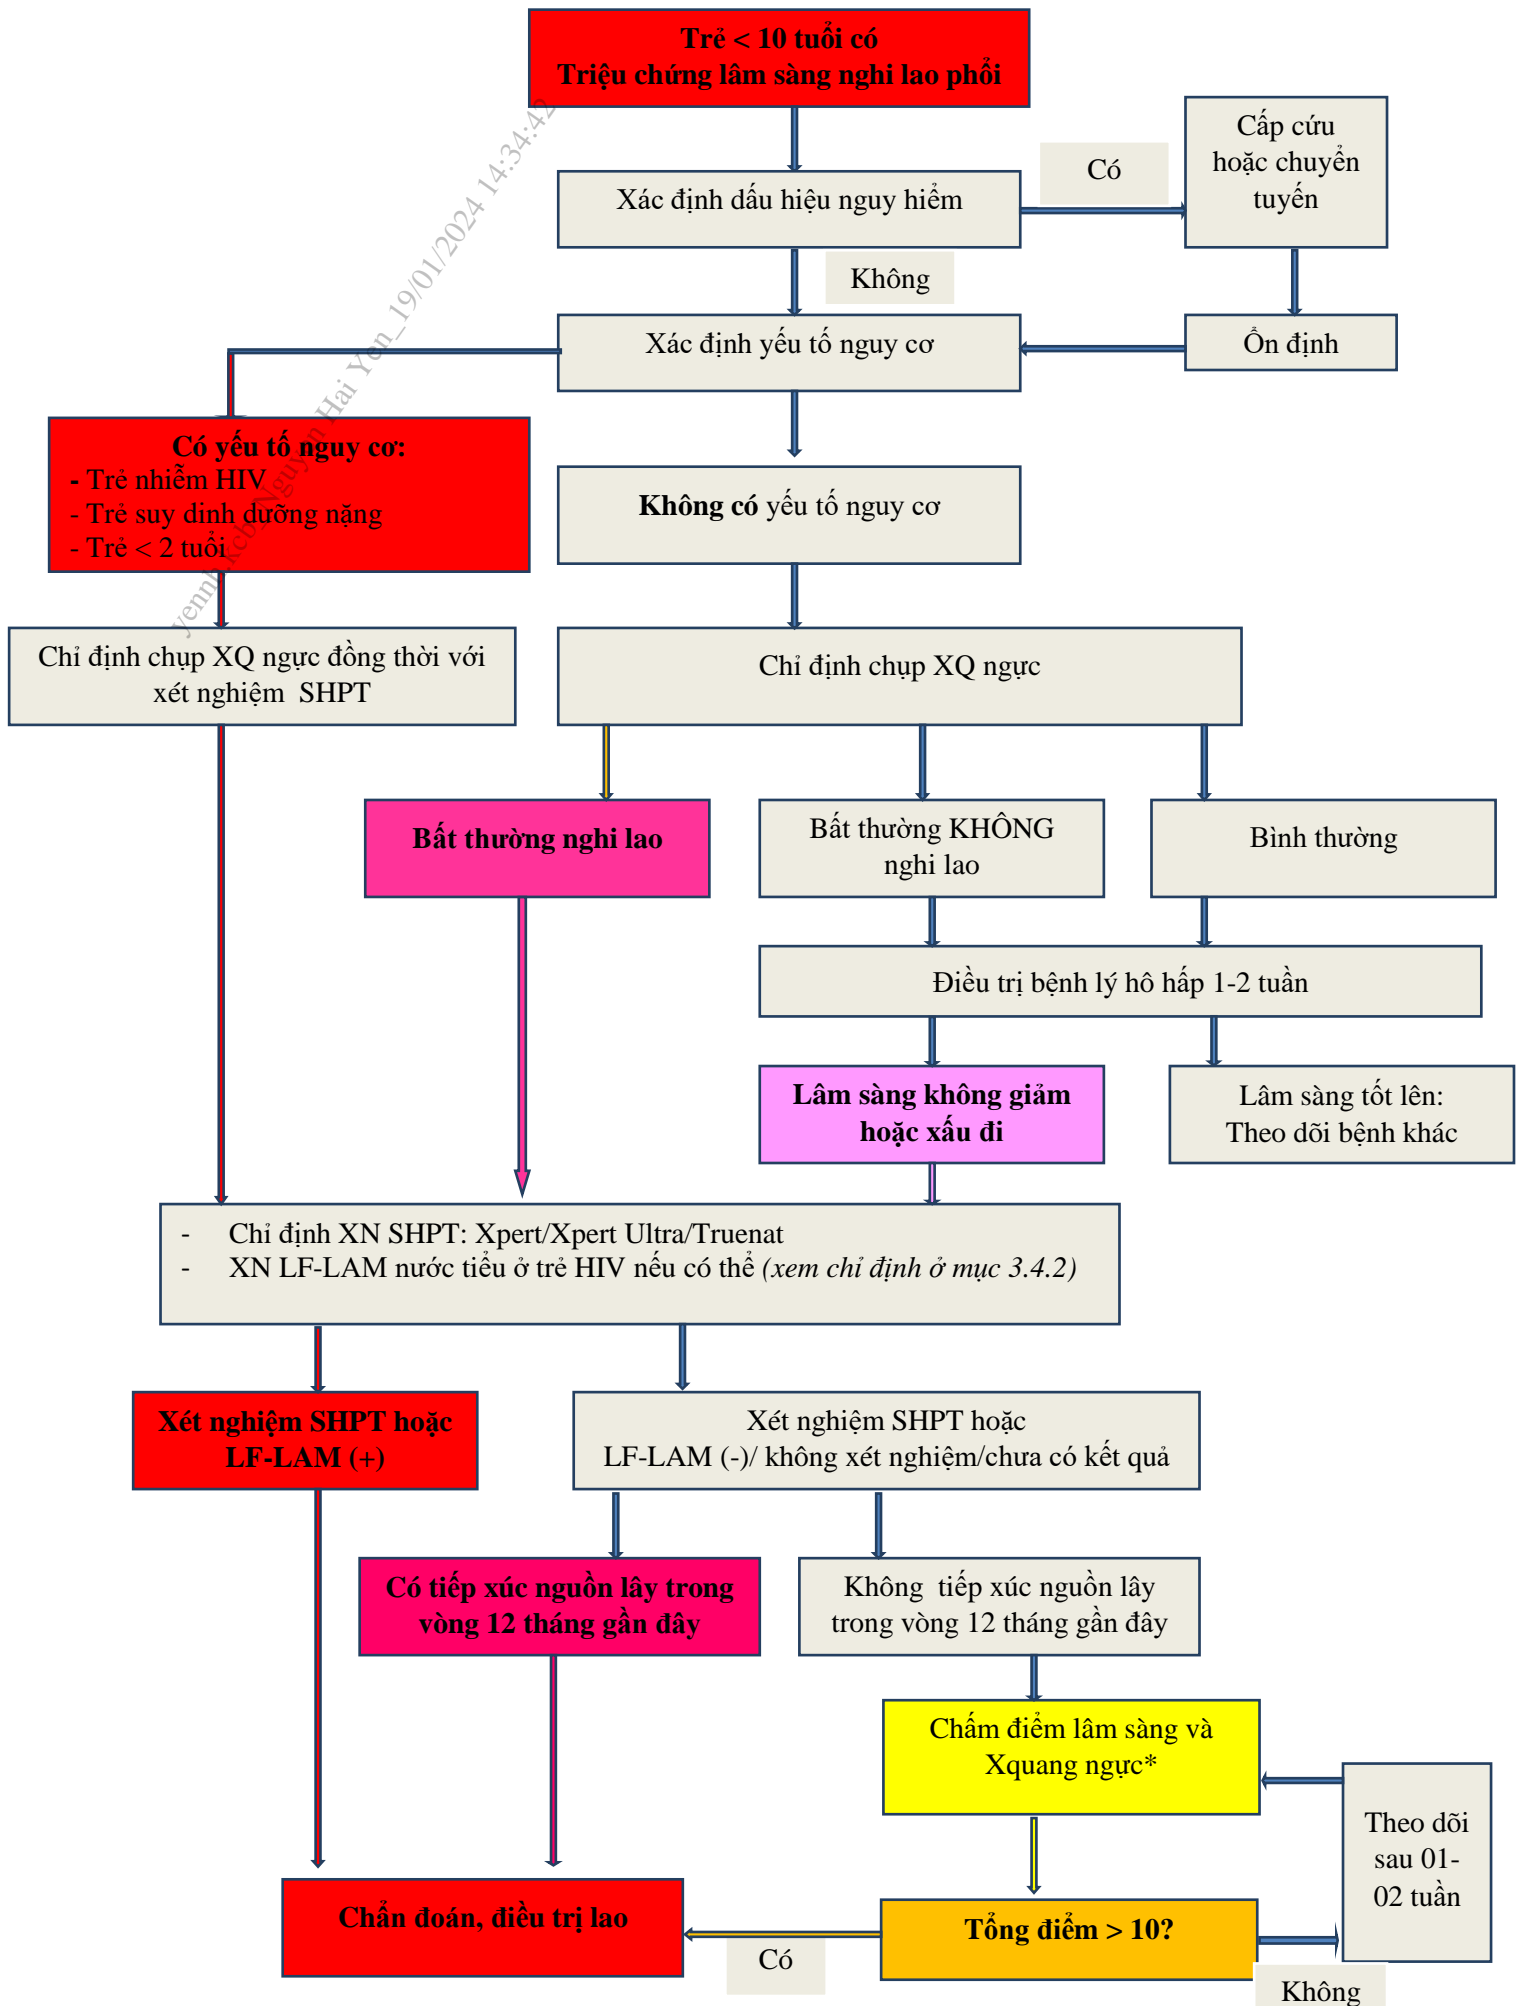 Trẻ < 10 tuổi có
Triệu chứng lâm sàng nghi lao phổi
Xác định dấu hiệu nguy hiểm
Có
Cấp cứu
hoặc chuyển
tuyến
Không
Xác định yếu tố nguy cơ
Ổn định
Có yếu tố nguy cơ:
- Trẻ nhiễm HIV
- Trẻ suy dinh dưỡng nặng
- Trẻ < 2 tuổi
Không có yếu tố nguy cơ
Chỉ định chụp XQ ngực đồng thời với
xét nghiệm SHPT
Chỉ định chụp XQ ngực
Bất thường nghi lao
Bất thường KHÔNG
nghi lao
Bình thường
Điều trị bệnh lý hô hấp 1-2 tuần
Lâm sàng không giảm
hoặc xấu đi
Lâm sàng tốt lên:
Theo dõi bệnh khác
- Chỉ định XN SHPT: Xpert/Xpert Ultra/Truenat
- XN LF-LAM nước tiểu ở trẻ HIV nếu có thể (xem chỉ định ở mục 3.4.2)
Xét nghiệm SHPT hoặc
LF-LAM (+)
Xét nghiệm SHPT hoặc
LF-LAM (-)/ không xét nghiệm/chưa có kết quả
Có tiếp xúc nguồn lây trong
vòng 12 tháng gần đây
Không tiếp xúc nguồn lây
trong vòng 12 tháng gần đây
Chấm điểm lâm sàng và
Xquang ngực*
Theo dõi
sau 01-
02 tuần
Chẩn đoán, điều trị lao
Có
Tổng điểm > 10?
Không
yennh.kcb_Nguyen Hai Yen_19/01/2024 14:34:42